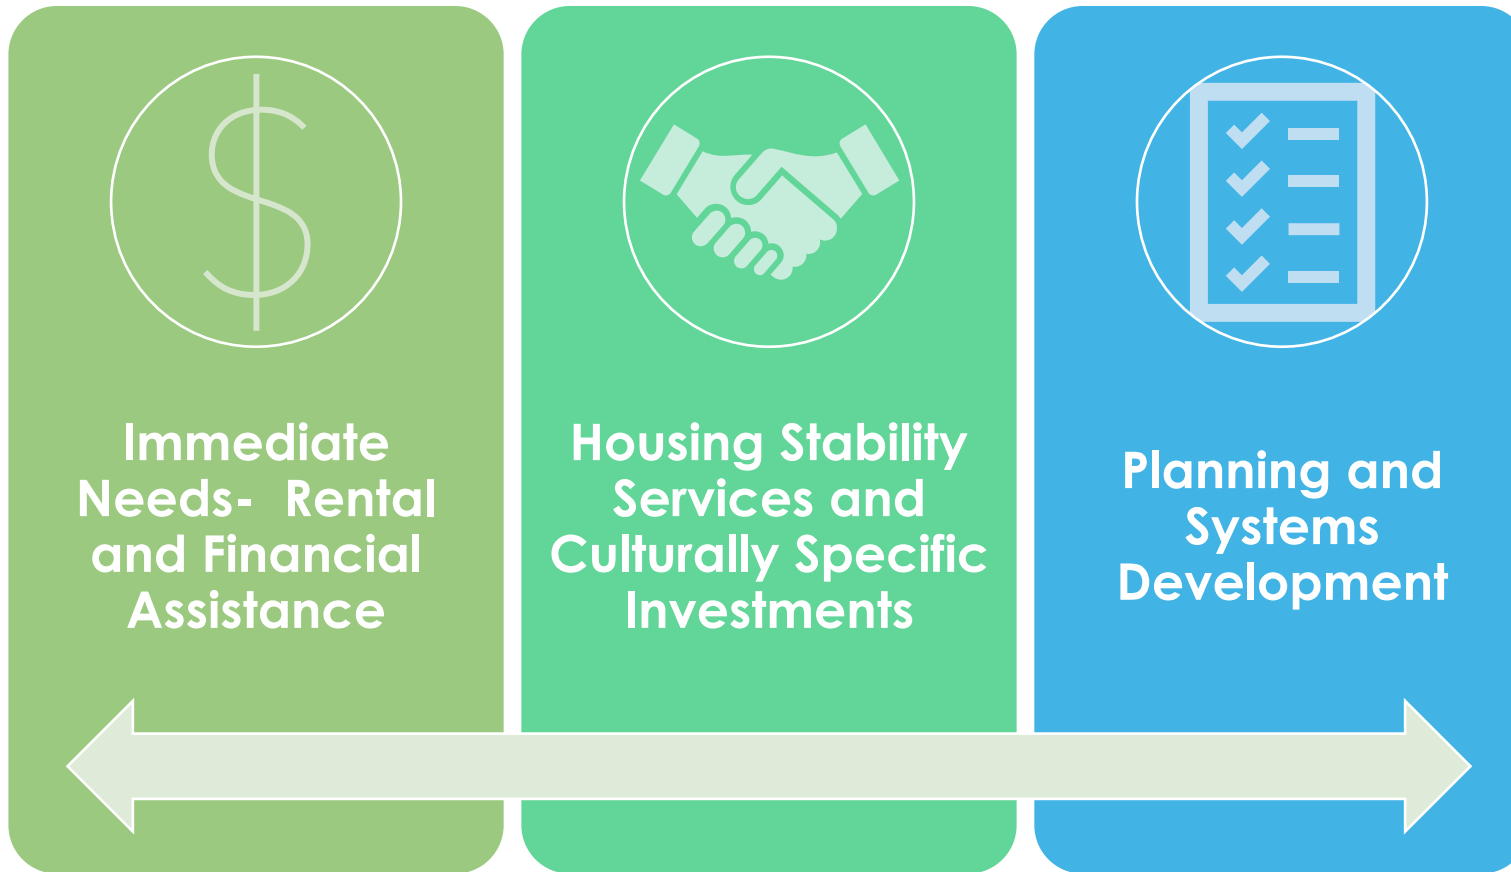 Immediate
Needs-  Rental
and Financial
Assistance
Housing Stability
Services and
Culturally Specific
Investments
Planning and
Systems
Development